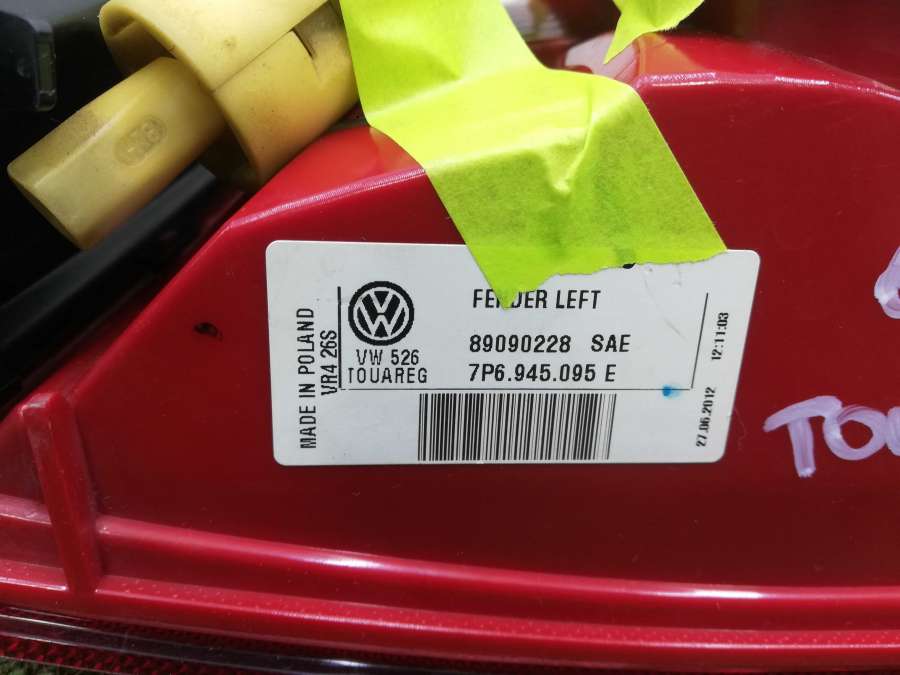 MADE IN POLAND
VR4 26S
VW 526
TOUAREG
FENDER LEFT
89090228 SAE
7P6.945.095 E
27.06.2012 12:11:03